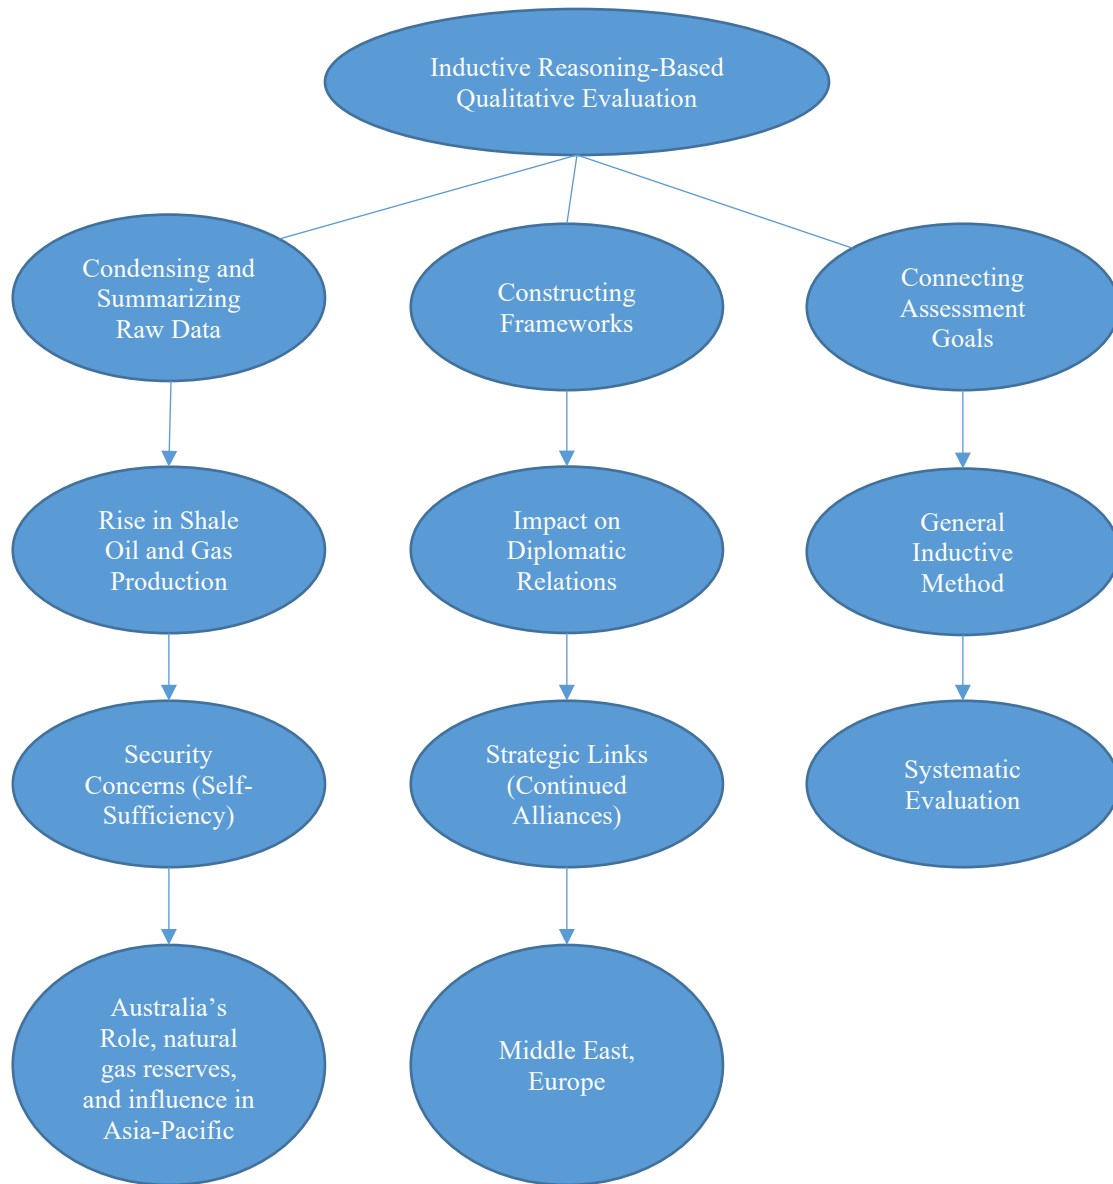 Inductive Reasoning-Based
Qualitative Evaluation
Condensing and
Summarizing
Raw Data
Constructing
Frameworks
Connecting
Assessment
Goals
Rise in Shale
Oil and Gas
Production
Impact on
Diplomatic
Relations
General
Inductive
Method
Security
Concerns (Self-
Sufficiency)
Strategic Links
(Continued
Alliances)
Systematic
Evaluation
Australia’s
Role, natural
gas reserves,
and influence in
Asia-Pacific
Middle East,
Europe